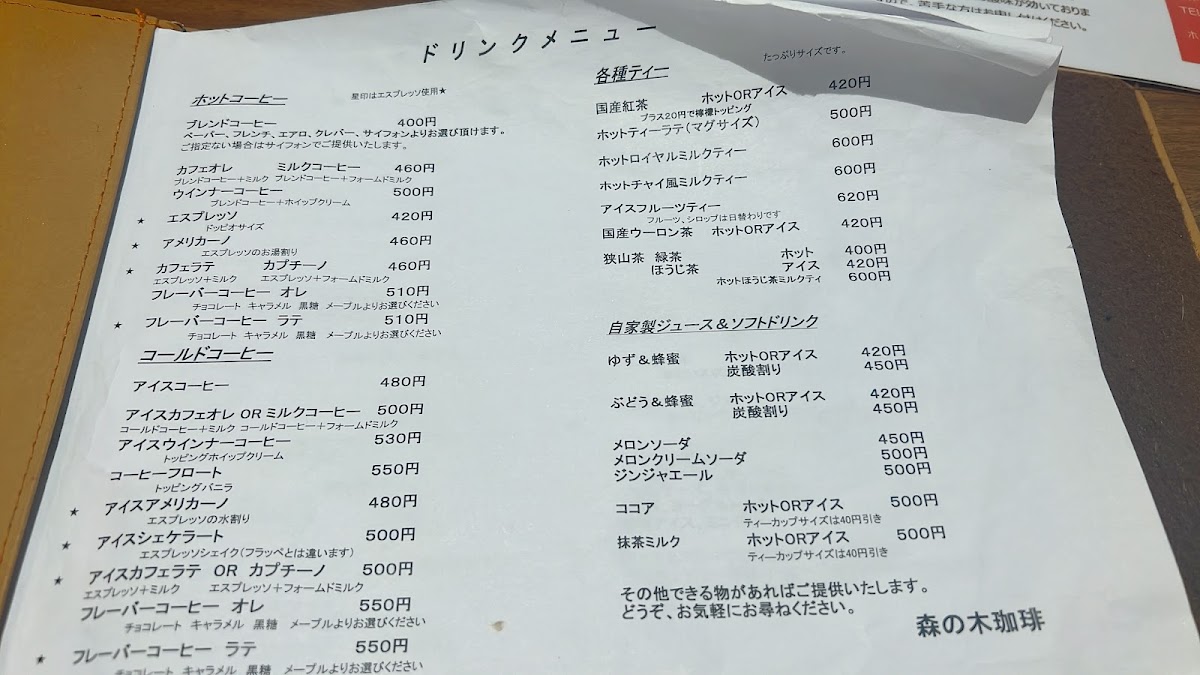 ドリンクメニュー
ホットコーヒー
星印はエスプレッソ使用★
ブレンドコーヒー 400円
ペーパー、フレンチ、エアロ、クレバー、サイフォンよりお選び頂けます。
ご指定ない場合はサイフォンでご提供いたします。
カフェオレ ミルクコーヒー 460円
ブレンドコーヒー+ミルク ブレンドコーヒー+フォームドミルク
ウインナーコーヒー 500円
ブレンドコーヒー+ホイップクリーム
★ エスプレッソ 420円
ドッピオサイズ
★ アメリカーノ 460円
エスプレッソのお湯割り
★ カフェラテ カプチーノ 460円
エスプレッソ+ミルク エスプレッソ+フォームドミルク
フレーバーコーヒー オレ 510円
チョコレート キャラメル 黒糖 メープルよりお選びください
★ フレーバーコーヒー ラテ 510円
チョコレート キャラメル 黒糖 メープルよりお選びください
コールドコーヒー
アイスコーヒー 480円
アイスカフェオレ OR ミルクコーヒー 500円
コールドコーヒー+ミルク コールドコーヒー+フォームドミルク
アイスウインナーコーヒー 530円
トッピングホイップクリーム
コーヒーフロート 550円
トッピングバニラ
★ アイスアメリカーノ 480円
エスプレッソの水割り
★ アイスシェケラート 500円
エスプレッソシェイク(フラッペとは違います)
★ アイスカフェラテ OR カプチーノ 500円
エスプレッソ+ミルク エスプレッソ+フォームドミルク
フレーバーコーヒー オレ 550円
チョコレート キャラメル 黒糖 メープルよりお選びください
★ フレーバーコーヒー ラテ 550円
チョコレート キャラメル 黒糖 メープルよりお選びください
各種ティー
たっぷりサイズです。
国産紅茶 ホットORアイス 420円
プラス20円で檸檬トッピング
ホットティーラテ(マグサイズ) 500円
ホットロイヤルミルクティー 600円
ホットチャイ風ミルクティー 600円
アイスフルーツティー 620円
フルーツ、シロップは日替わりです
国産ウーロン茶 ホットORアイス 420円
狭山茶 緑茶 ホット 400円
ほうじ茶 アイス 420円
ホットほうじ茶ミルクティ 600円
自家製ジュース&ソフトドリンク
ゆず&蜂蜜 ホットORアイス 420円
炭酸割り 450円
ぶどう&蜂蜜 ホットORアイス 420円
炭酸割り 450円
メロンソーダ 450円
メロンクリームソーダ 500円
ジンジャエール 500円
ココア ホットORアイス 500円
ティーカップサイズは40円引き
抹茶ミルク ホットORアイス 500円
ティーカップサイズは40円引き
その他できる物があればご提供いたします。
どうぞ、お気軽にお尋ねください。
森の木珈琲
酸味が効いておりま
苦手な方はお申し付けください。
TEL